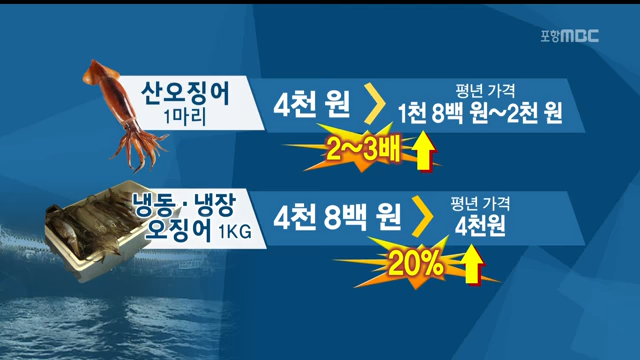 포항MBC
산오징어
1마리
4천 원
평년 가격
1천 8백 원~2천 원
2~3배
냉동·냉장
오징어 1KG
4천 8백 원
평년 가격
4천원
20%